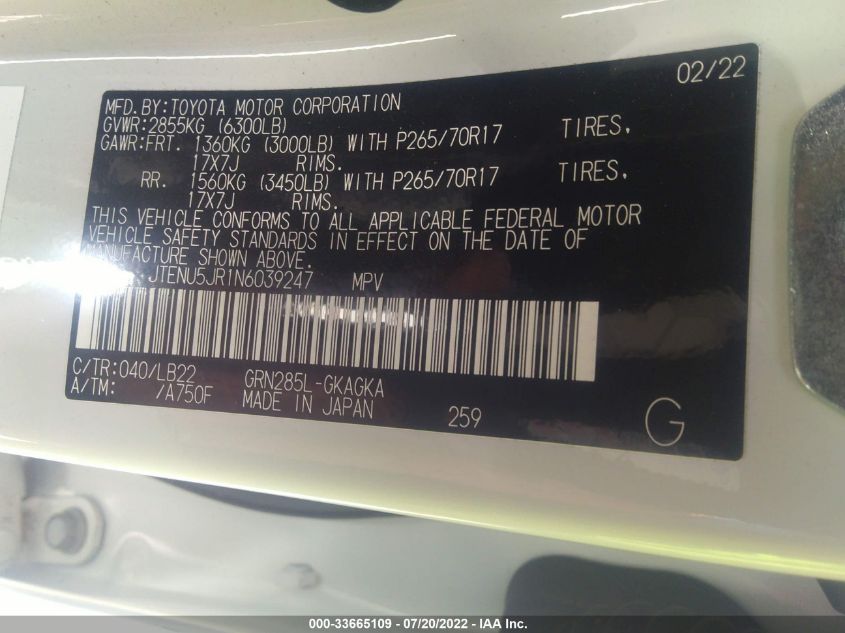 02/22
MFD. BY: TOYOTA MOTOR CORPORATION
GVWR: 2855KG (6300LB)
GAWR: FRT. 1360KG (3000LB) WITH P265/70R17 TIRES,
17X7J RIMS.
RR. 1560KG (3450LB) WITH P265/70R17 TIRES,
17X7J RIMS.
THIS VEHICLE CONFORMS TO ALL APPLICABLE FEDERAL MOTOR
VEHICLE SAFETY STANDARDS IN EFFECT ON THE DATE OF
MANUFACTURE SHOWN ABOVE.
JTENU5JR1N6039247 MPV
C/TR: 040/LB22 GRN285L-GKAGKA
A/TM: /A750F MADE IN JAPAN 259 G
000-33665109 - 07/20/2022 - IAA Inc.